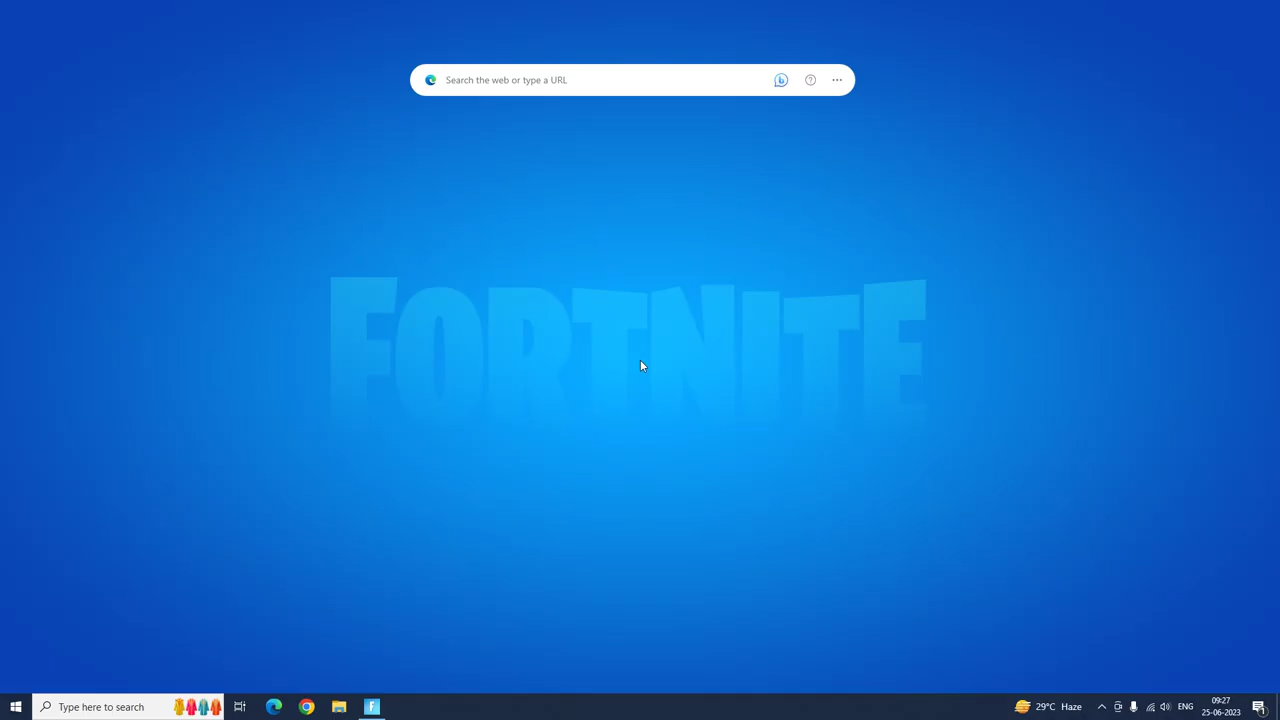 Search the web or type a URL
FORTNITE
Type here to search
29°C Haze
ENG
09:27
25-06-2023
1